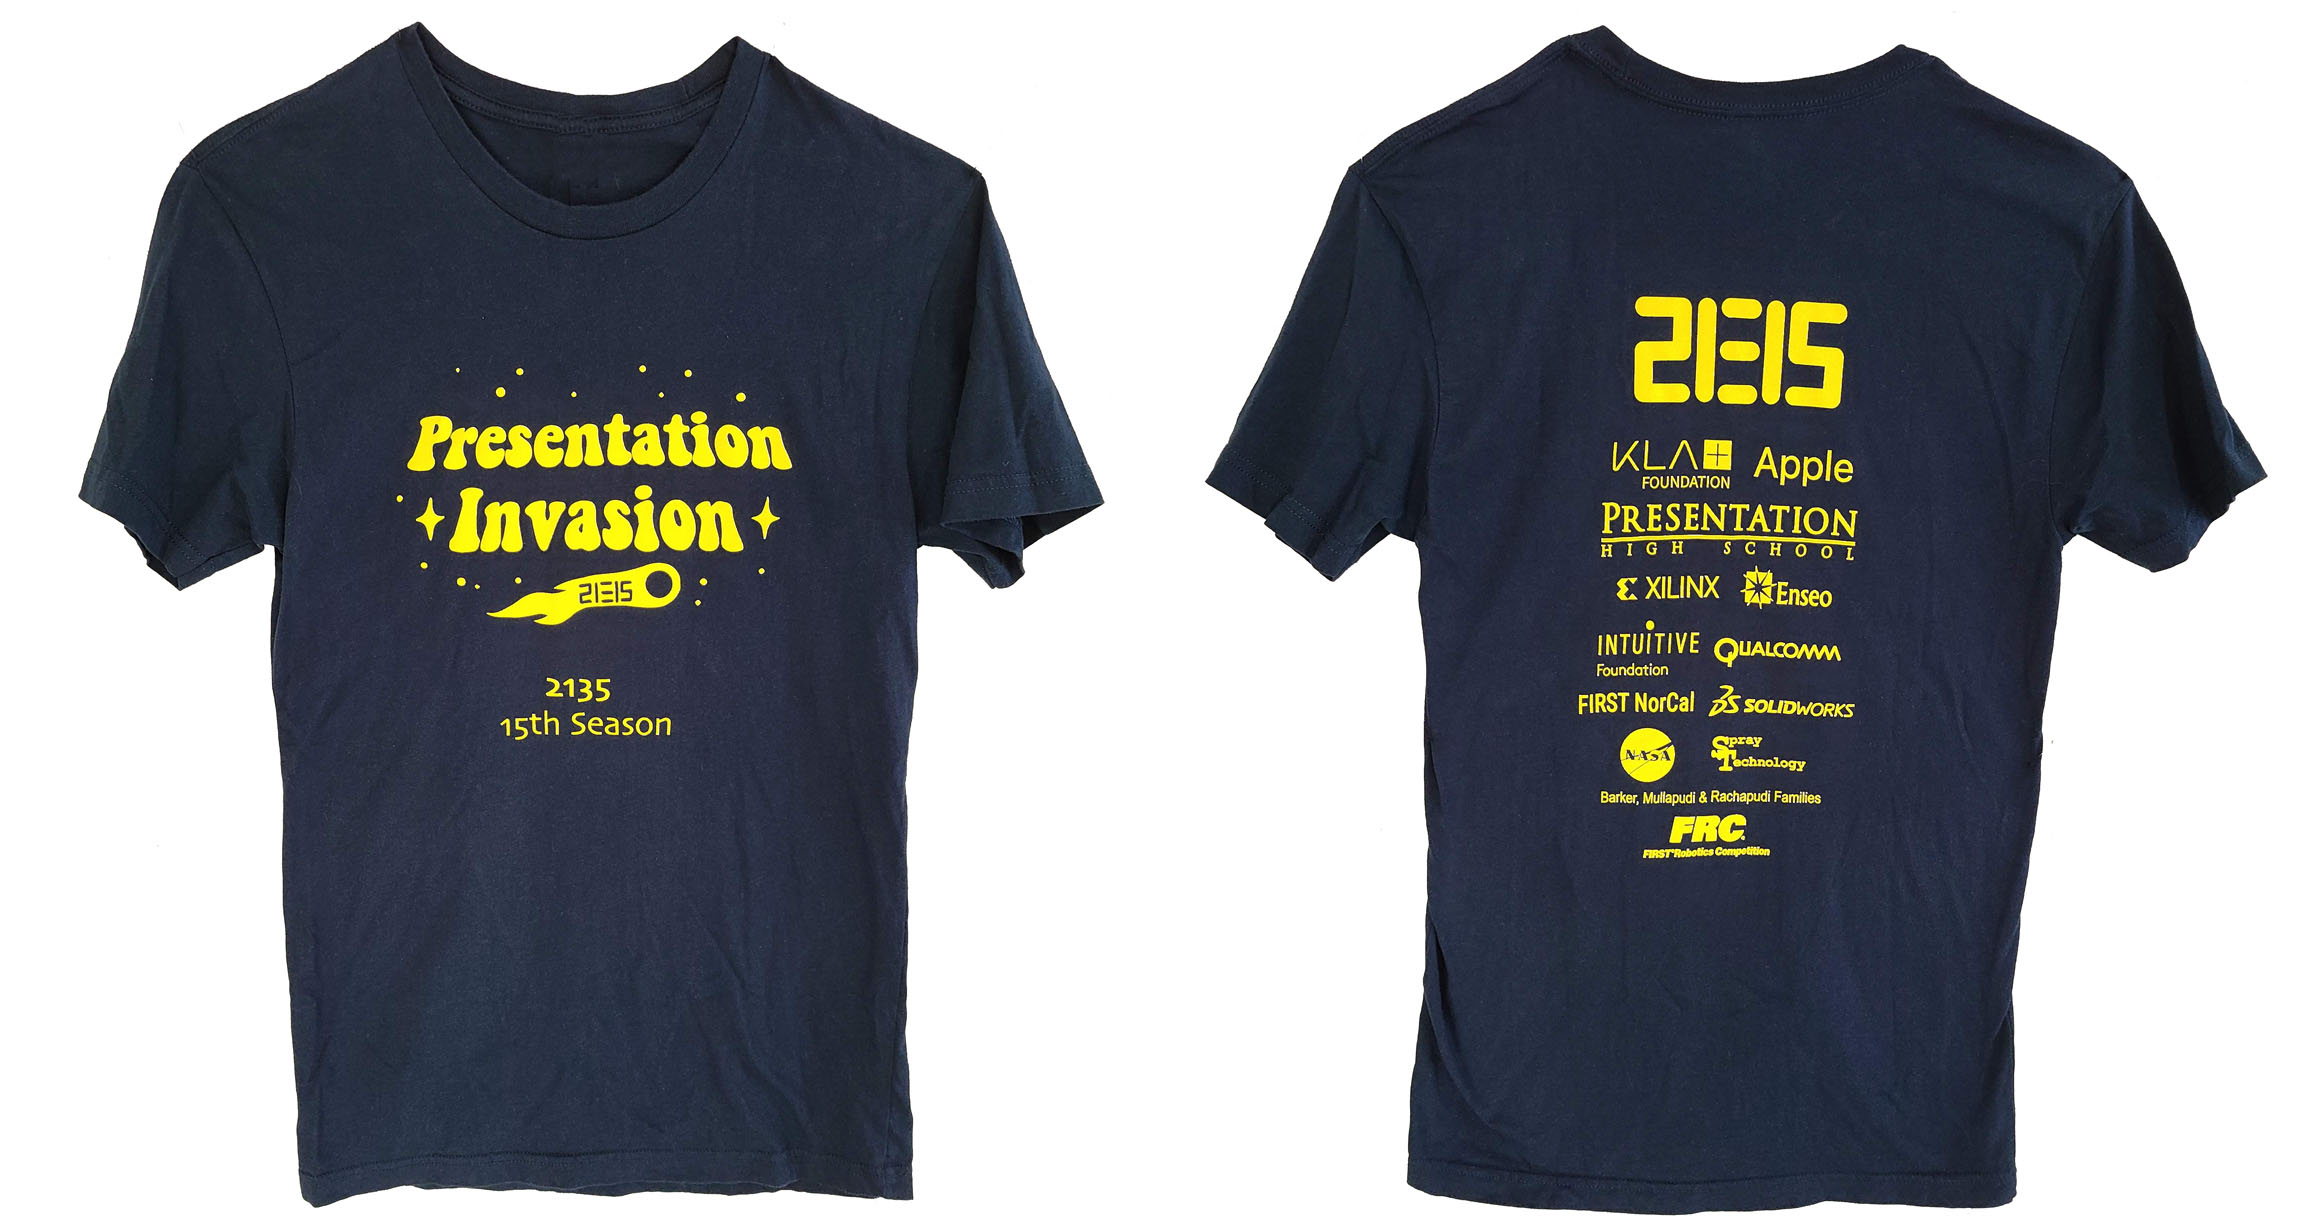 Presentation
Invasion
2135
2135
15th Season
2135
KLA+ Apple
FOUNDATION
PRESENTATION
HIGH SCHOOL
XILINX Enseo
INTUITIVE QUALCOMM
Foundation
FIRST NorCal 3DS SOLIDWORKS
NASA Spray Technology
Barker, Mullapudi & Rachapudi Families
FRC®
FIRST® Robotics Competition